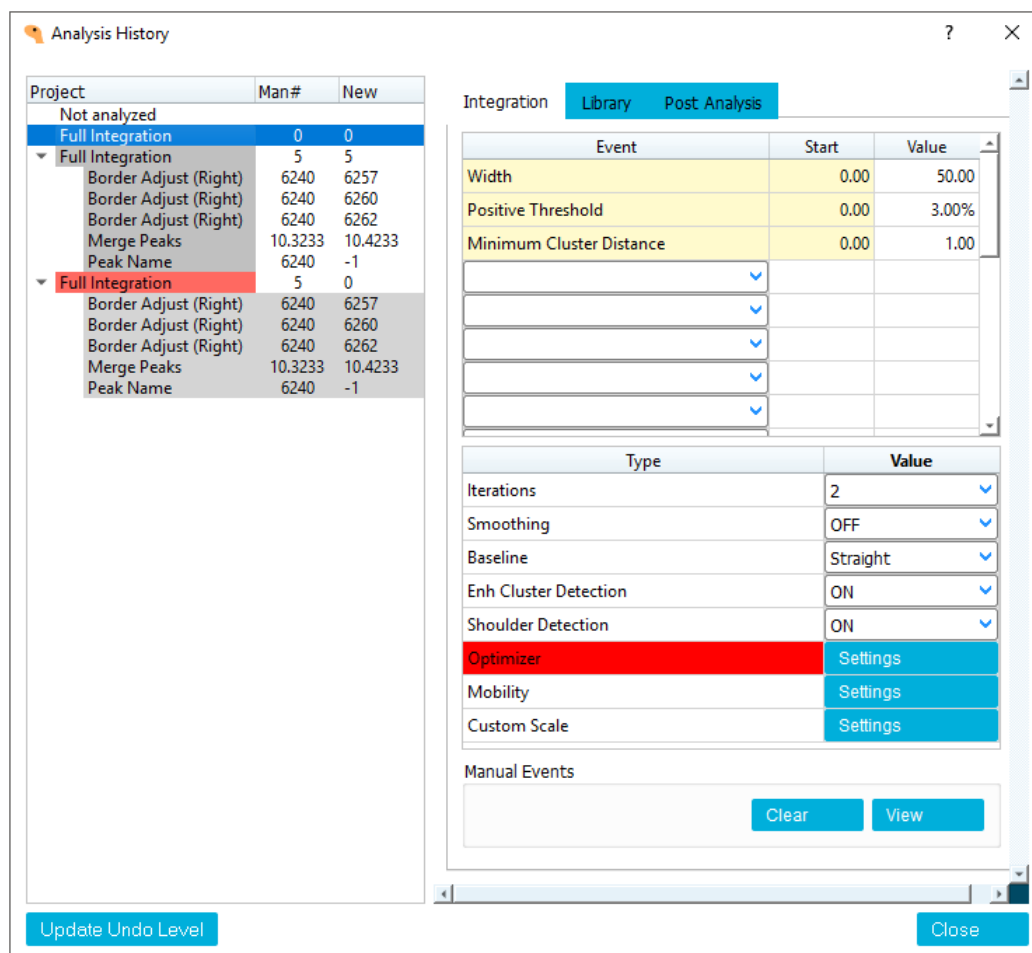 Analysis History ?
Project Man# New
Not analyzed
Full Integration 0 0
Full Integration 5 5
Border Adjust (Right) 6240 6257
Border Adjust (Right) 6240 6260
Border Adjust (Right) 6240 6262
Merge Peaks 10.3233 10.4233
Peak Name 6240 -1
Full Integration 5 0
Border Adjust (Right) 6240 6257
Border Adjust (Right) 6240 6260
Border Adjust (Right) 6240 6262
Merge Peaks 10.3233 10.4233
Peak Name 6240 -1
Integration Library Post Analysis
Event Start Value
Width 0.00 50.00
Positive Threshold 0.00 3.00%
Minimum Cluster Distance 0.00 1.00
Type Value
Iterations 2
Smoothing OFF
Baseline Straight
Enh Cluster Detection ON
Shoulder Detection ON
Optimizer Settings
Mobility Settings
Custom Scale Settings
Manual Events
Clear View
Update Undo Level Close